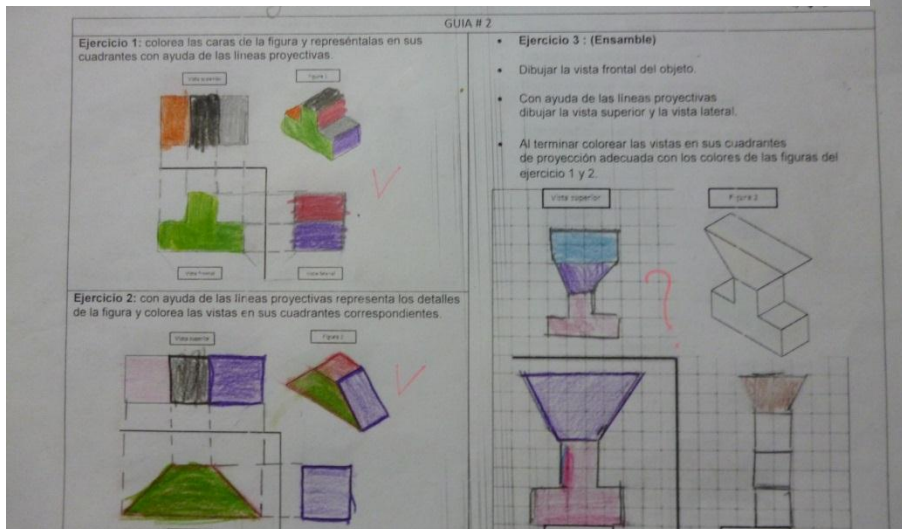 GUIA # 2
Ejercicio 1: colorea las caras de la figura y represéntalas en sus
cuadrantes con ayuda de las líneas proyectivas.
Vista superior
Figura 1
Vista frontal
Vista lateral
Ejercicio 2: con ayuda de las líneas proyectivas representa los detalles
de la figura y colorea las vistas en sus cuadrantes correspondientes.
Vista superior
Figura 2
• Ejercicio 3 : (Ensamble)
• Dibujar la vista frontal del objeto.
• Con ayuda de las líneas proyectivas
dibujar la vista superior y la vista lateral.
• Al terminar colorear las vistas en sus cuadrantes
de proyección adecuada con los colores de las figuras del
ejercicio 1 y 2.
Vista superior
?